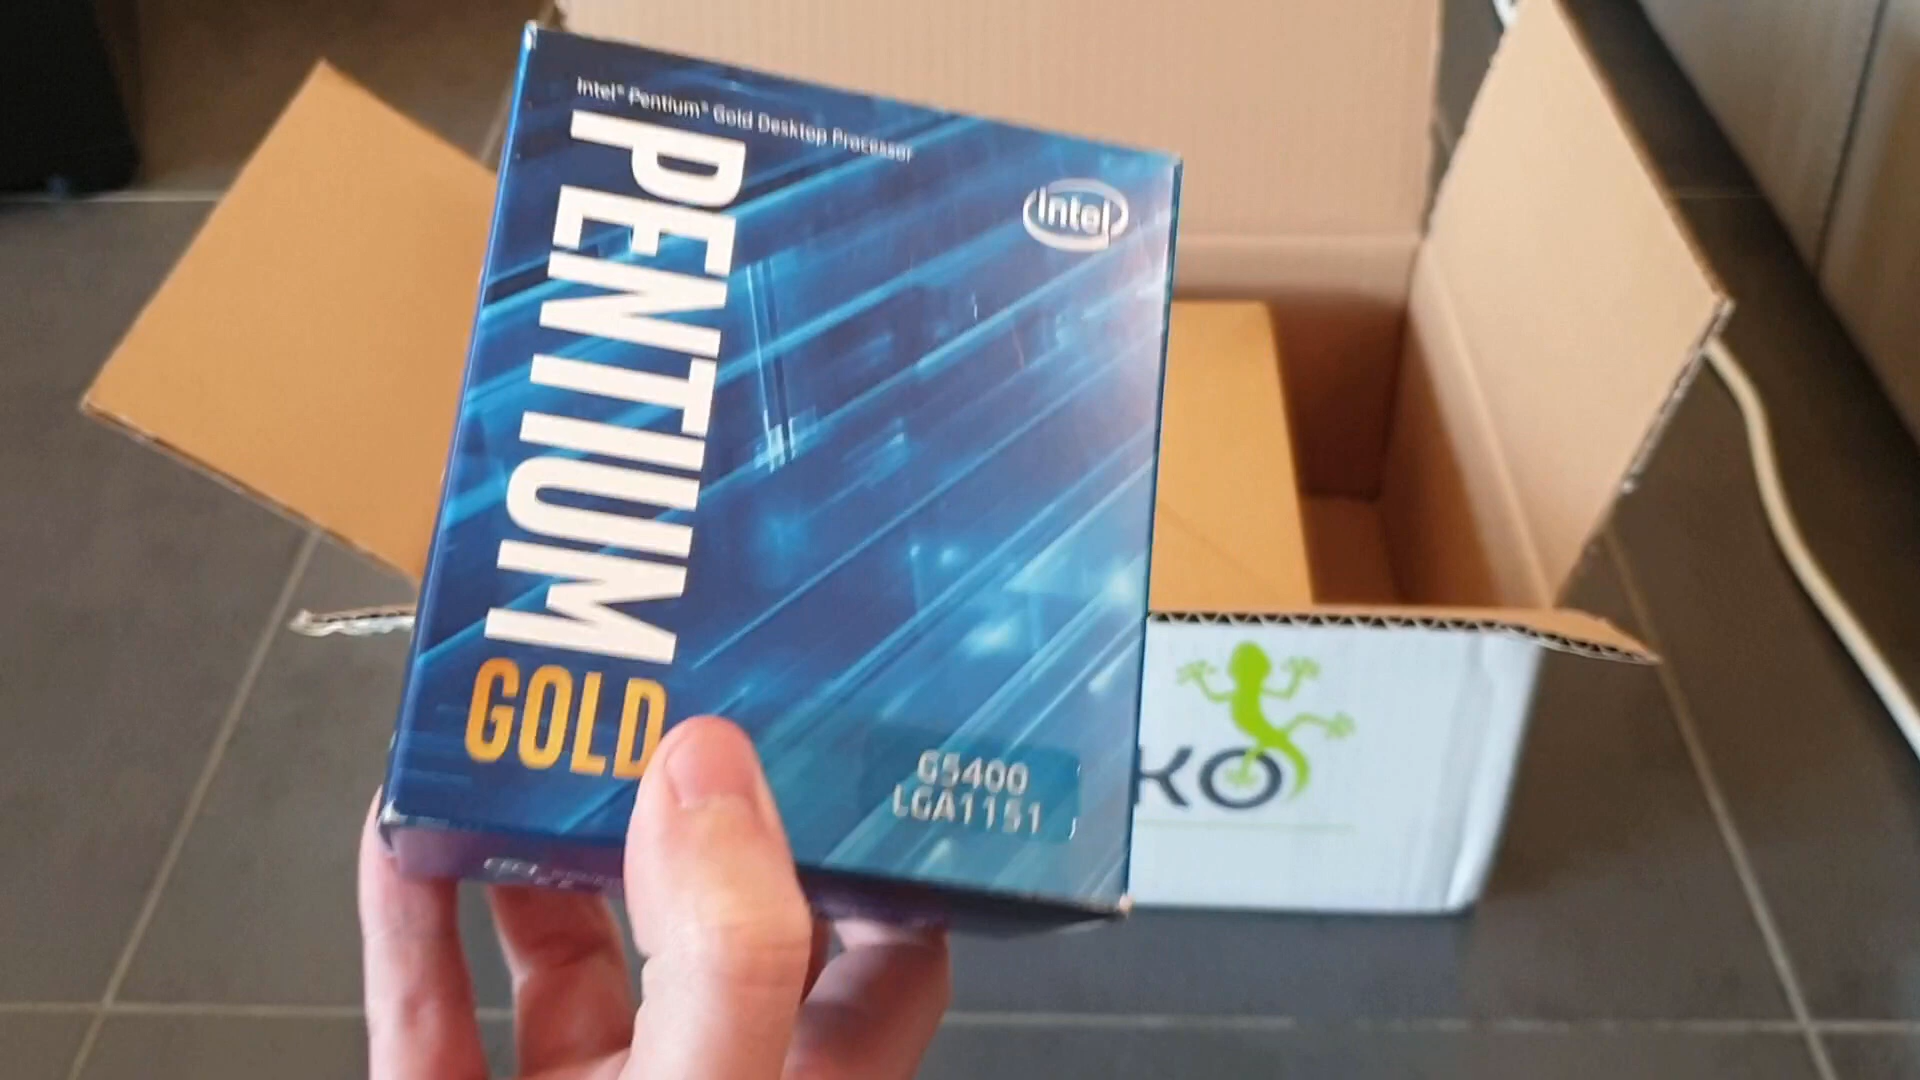 Intel® Pentium® Gold Desktop Processor
PENTIUM
GOLD
intel
G5400
LGA1151
KO